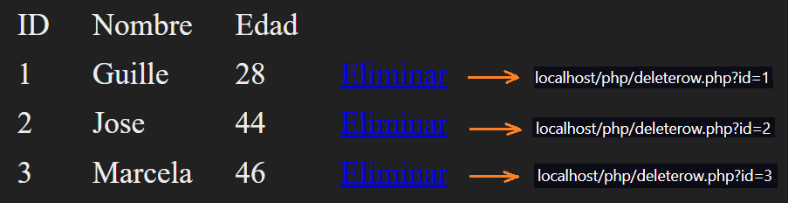 ID Nombre Edad
1 Guille 28 Eliminar localhost/php/deleterow.php?id=1
2 Jose 44 Eliminar localhost/php/deleterow.php?id=2
3 Marcela 46 Eliminar localhost/php/deleterow.php?id=3